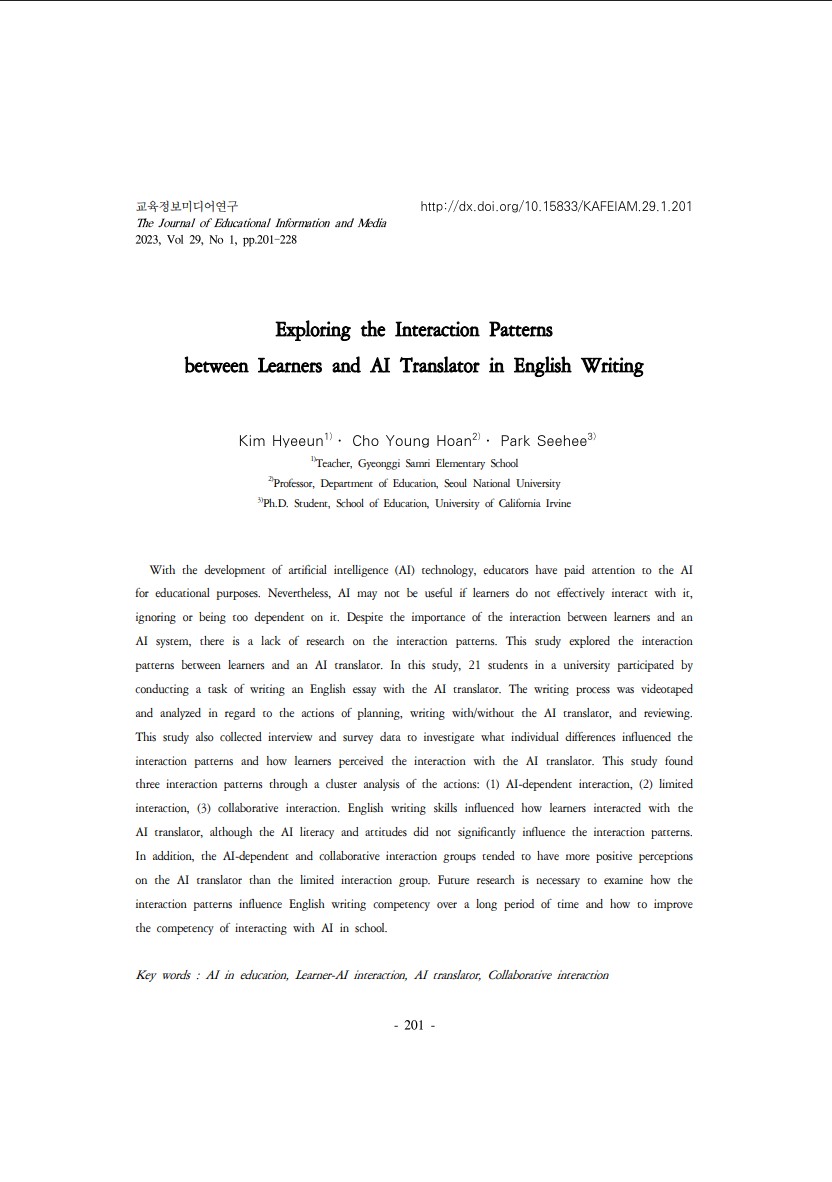 교육정보미디어연구
http://dx.doi.org/10.15833/KAFEIAM.29.1.201
The Journal of Educational Information and Media
2023, Vol 29, No 1, pp.201-228
Exploring the Interaction Patterns
between Learners and AI Translator in English Writing
Kim Hyeeun1)· Cho Young Hoan2)· Park Seehee3)
1)Teacher, Gyeonggi Samri Elementary School
2)Professor, Department of Education, Seoul National University
3)Ph.D. Student, School of Education, University of California Irvine
With the development of artificial intelligence (AI) technology, educators have paid attention to the AI
for educational purposes. Nevertheless, AI may not be useful if learners do not effectively interact with it,
ignoring or being too dependent on it. Despite the importance of the interaction between learners and an
AI system, there is a lack of research on the interaction patterns. This study explored the interaction
patterns between learners and an AI translator. In this study, 21 students in a university participated by
conducting a task of writing an English essay with the AI translator. The writing process was videotaped
and analyzed in regard to the actions of planning, writing with/without the AI translator, and reviewing.
This study also collected interview and survey data to investigate what individual differences influenced the
interaction patterns and how learners perceived the interaction with the AI translator. This study found
three interaction patterns through a cluster analysis of the actions: (1) AI-dependent interaction, (2) limited
interaction, (3) collaborative interaction. English writing skills influenced how learners interacted with the
AI translator, although the AI literacy and attitudes did not significantly influence the interaction patterns.
In addition, the AI-dependent and collaborative interaction groups tended to have more positive perceptions
on the AI translator than the limited interaction group. Future research is necessary to examine how the
interaction patterns influence English writing competency over a long period of time and how to improve
the competency of interacting with AI in school.
Key words : AI in education, Learner-AI interaction, AI translator, Collaborative interaction
- 201 -